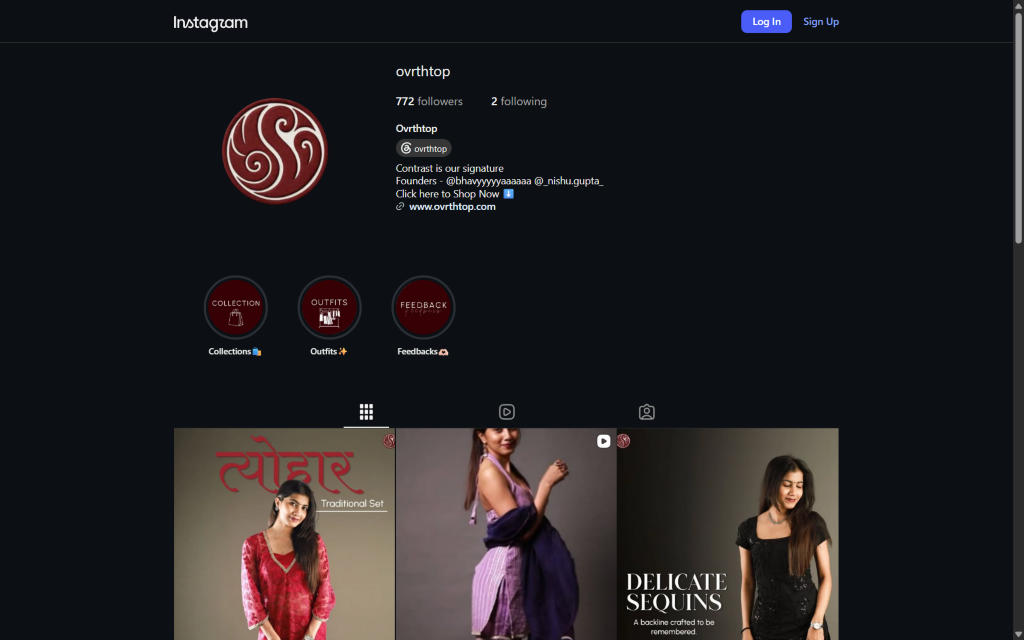 Instagram
Log In
Sign Up
ovrthtop
772 followers 2 following
Ovrthtop
ovrthtop
Contrast is our signature
Founders - @bhavyyyyyaaaaaa @_nishu.gupta_
Click here to Shop Now ⬇️
www.ovrthtop.com
COLLECTION
OUTFITS
FEEDBACK
Feedback
Collections🛍️
Outfits✨
Feedbacks🫶🏻
त्योहार
Traditional Set
DELICATE
SEQUINS
A backline crafted to be
remembered.